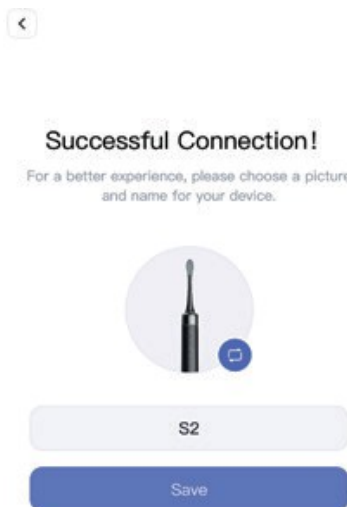 Successful Connection!
For a better experience, please choose a picture
and name for your device.
S2
Save